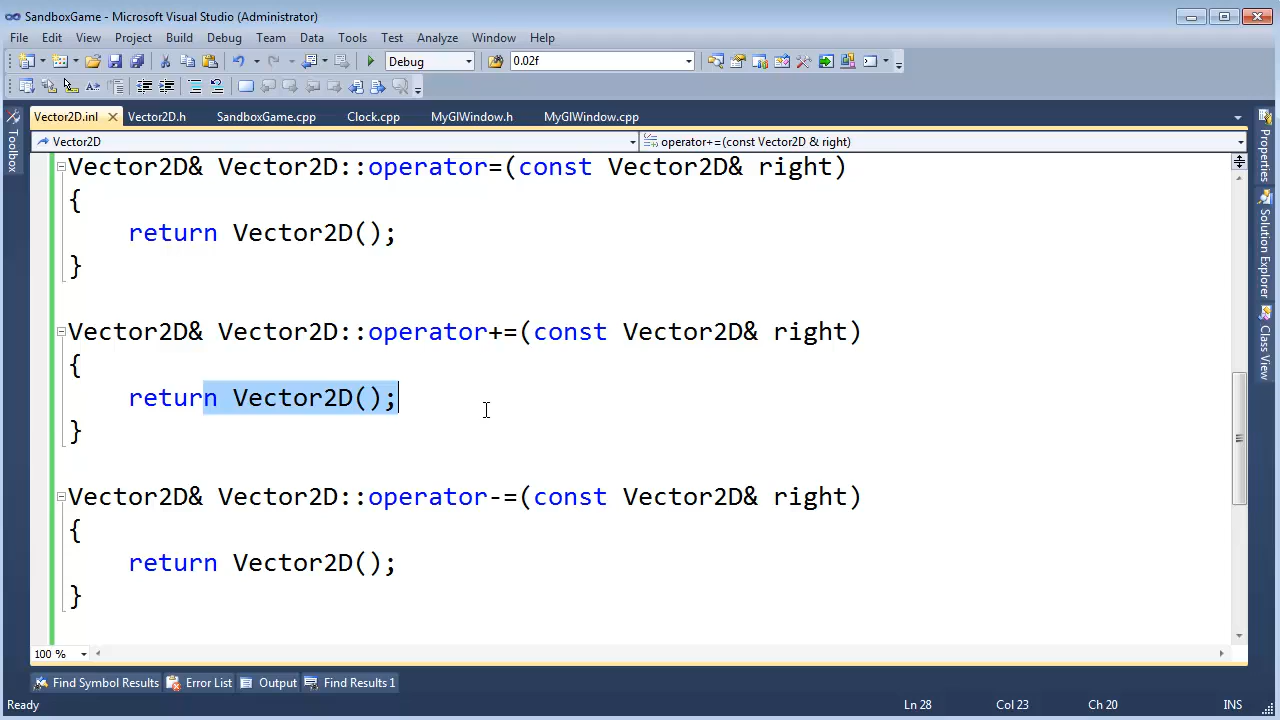 SandboxGame - Microsoft Visual Studio (Administrator)
File Edit View Project Build Debug Team Data Tools Test Analyze Window Help
Debug 0.02f
Vector2D.inl Vector2D.h SandboxGame.cpp Clock.cpp MyGlWindow.h MyGlWindow.cpp
Vector2D operator+=(const Vector2D & right)
Toolbox
Vector2D& Vector2D::operator=(const Vector2D& right)
{
return Vector2D();
}
Vector2D& Vector2D::operator+=(const Vector2D& right)
{
return Vector2D();
}
Vector2D& Vector2D::operator-=(const Vector2D& right)
{
return Vector2D();
}
Properties
Solution Explorer
Class View
100 %
Find Symbol Results Error List Output Find Results 1
Ready Ln 28 Col 23 Ch 20 INS